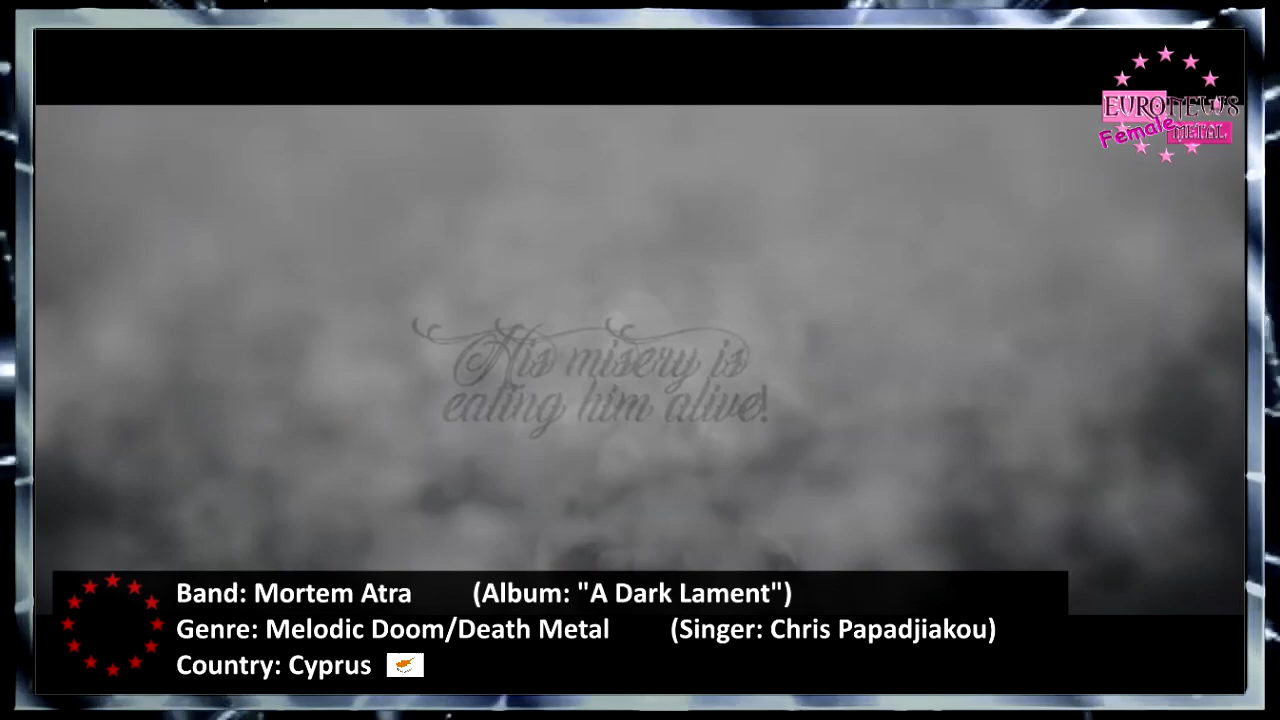 EURONEWS
Female METAL
His misery is
eating him alive!
Band: Mortem Atra (Album: "A Dark Lament")
Genre: Melodic Doom/Death Metal (Singer: Chris Papadjiakou)
Country: Cyprus